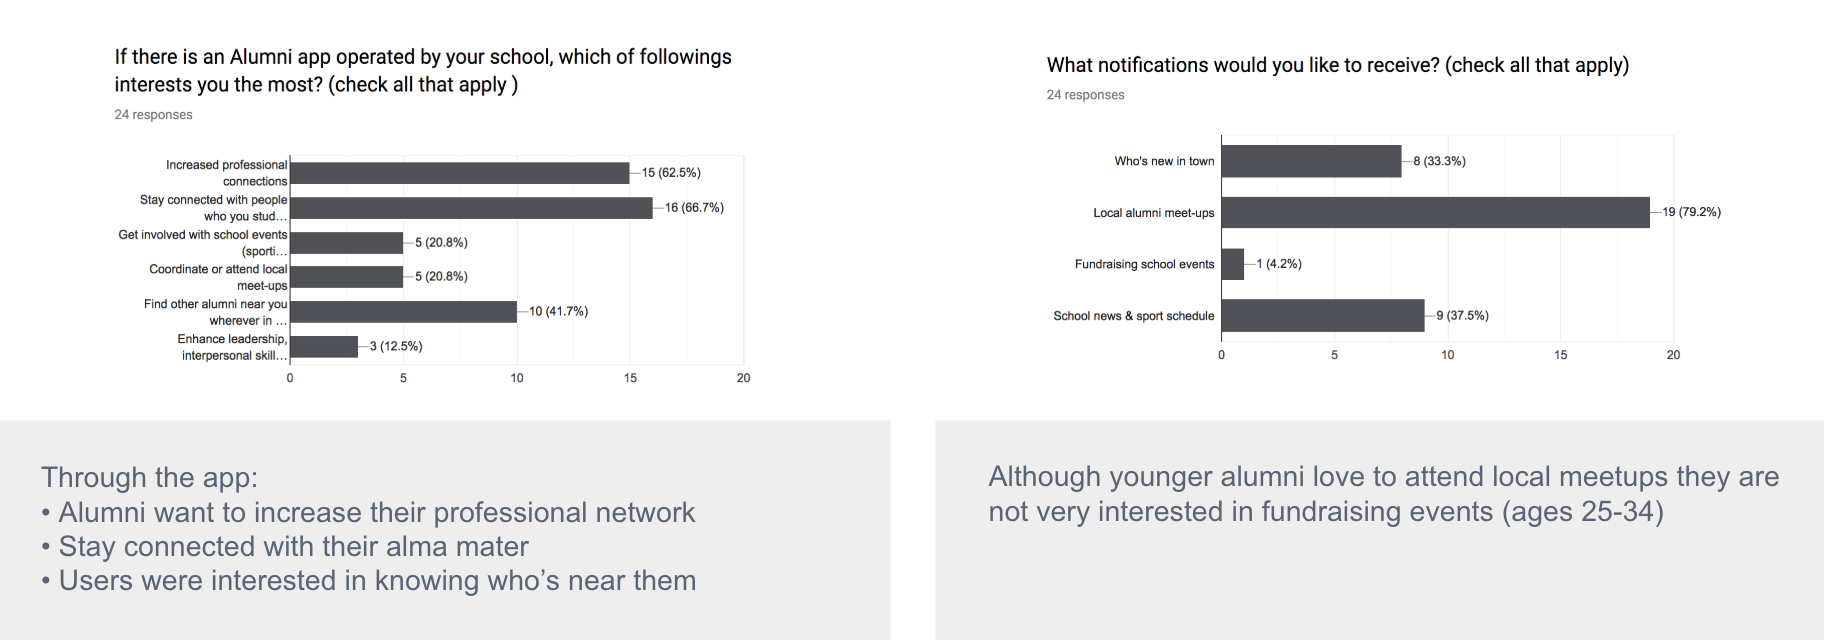 If there is an Alumni app operated by your school, which of followings
interests you the most? (check all that apply )
24 responses
Increased professional
connections
15 (62.5%)
Stay connected with people
who you stud...
16 (66.7%)
Get involved with school events
(sporti...
5 (20.8%)
Coordinate or attend local
meet-ups
5 (20.8%)
Find other alumni near you
wherever in ...
10 (41.7%)
Enhance leadership,
interpersonal skill...
3 (12.5%)
0 5 10 15 20
Through the app:
• Alumni want to increase their professional network
• Stay connected with their alma mater
• Users were interested in knowing who’s near them
What notifications would you like to receive? (check all that apply)
24 responses
Who's new in town
8 (33.3%)
Local alumni meet-ups
19 (79.2%)
Fundraising school events
1 (4.2%)
School news & sport schedule
9 (37.5%)
0 5 10 15 20
Although younger alumni love to attend local meetups they are
not very interested in fundraising events (ages 25-34)